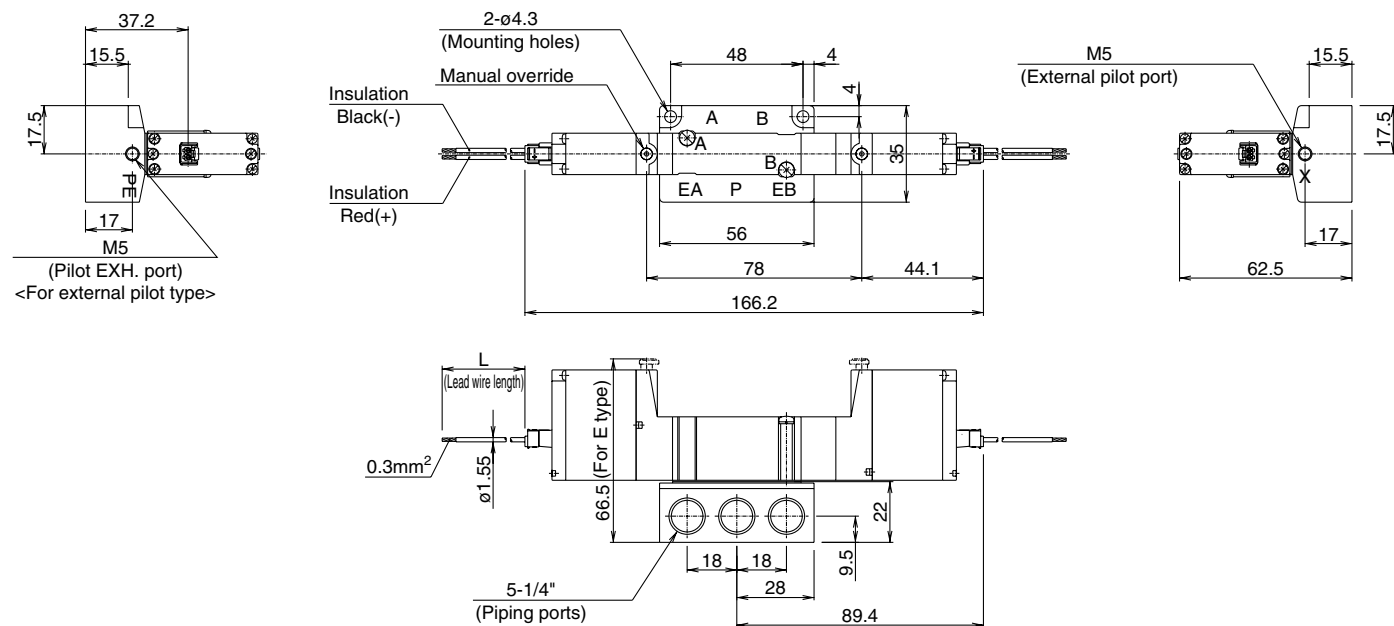 37.2
15.5
17.5
PE
17
M5
(Pilot EXH. port)
<For external pilot type>
2-ø4.3
(Mounting holes)
48
4
Manual override
4
Insulation
Black(-)
A B
A
B
35
EA P EB
Insulation
Red(+)
56
78
44.1
166.2
M5
(External pilot port)
15.5
17.5
X
17
62.5
L
(Lead wire length)
0.3mm²
ø1.55
66.5 (For E type)
22
9.5
18
18
28
5-1/4"
(Piping ports)
89.4